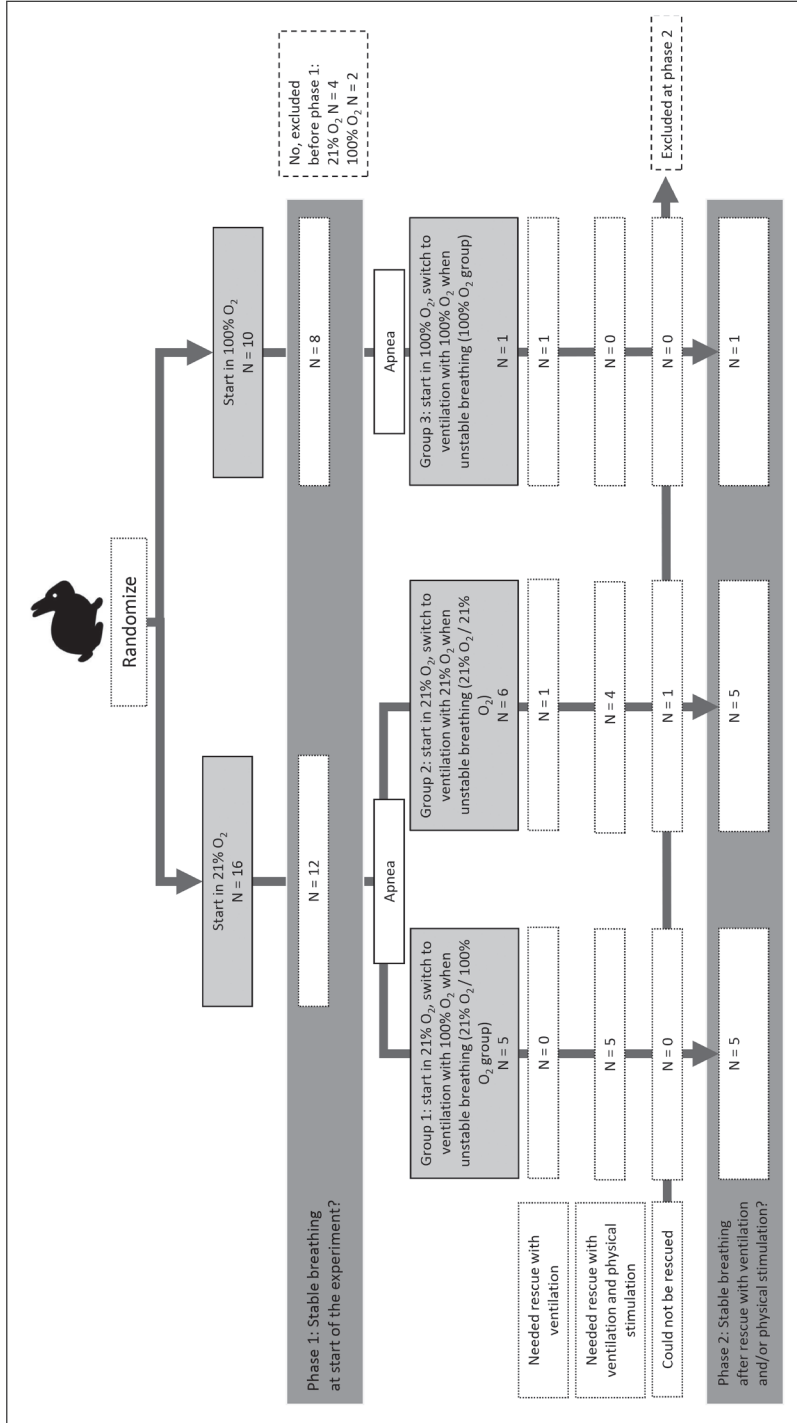 Randomize
Start in 21% O₂
N = 16
Start in 100% O₂
N = 10
No, excluded
before phase 1:
21% O₂ N = 4
100% O₂ N = 2
Phase 1: Stable breathing
at start of the experiment?
N = 12
N = 8
Apnea
Apnea
Group 1: start in 21% O₂, switch to
ventilation with 100% O₂ when
unstable breathing (21% O₂ / 100%
O₂ group)
N = 5
Group 2: start in 21% O₂, switch to
ventilation with 21% O₂ when
unstable breathing (21% O₂ / 21%
O₂)
N = 6
Group 3: start in 100% O₂, switch to
ventilation with 100% O₂ when
unstable breathing (100% O₂ group)
N = 1
Needed rescue with
ventilation
N = 0
N = 1
N = 1
Needed rescue with
ventilation and physical
stimulation
N = 5
N = 4
N = 0
Could not be rescued
N = 0
N = 1
N = 0
Excluded at phase 2
Phase 2: Stable breathing
after rescue with ventilation
and/or physical stimulation?
N = 5
N = 5
N = 1